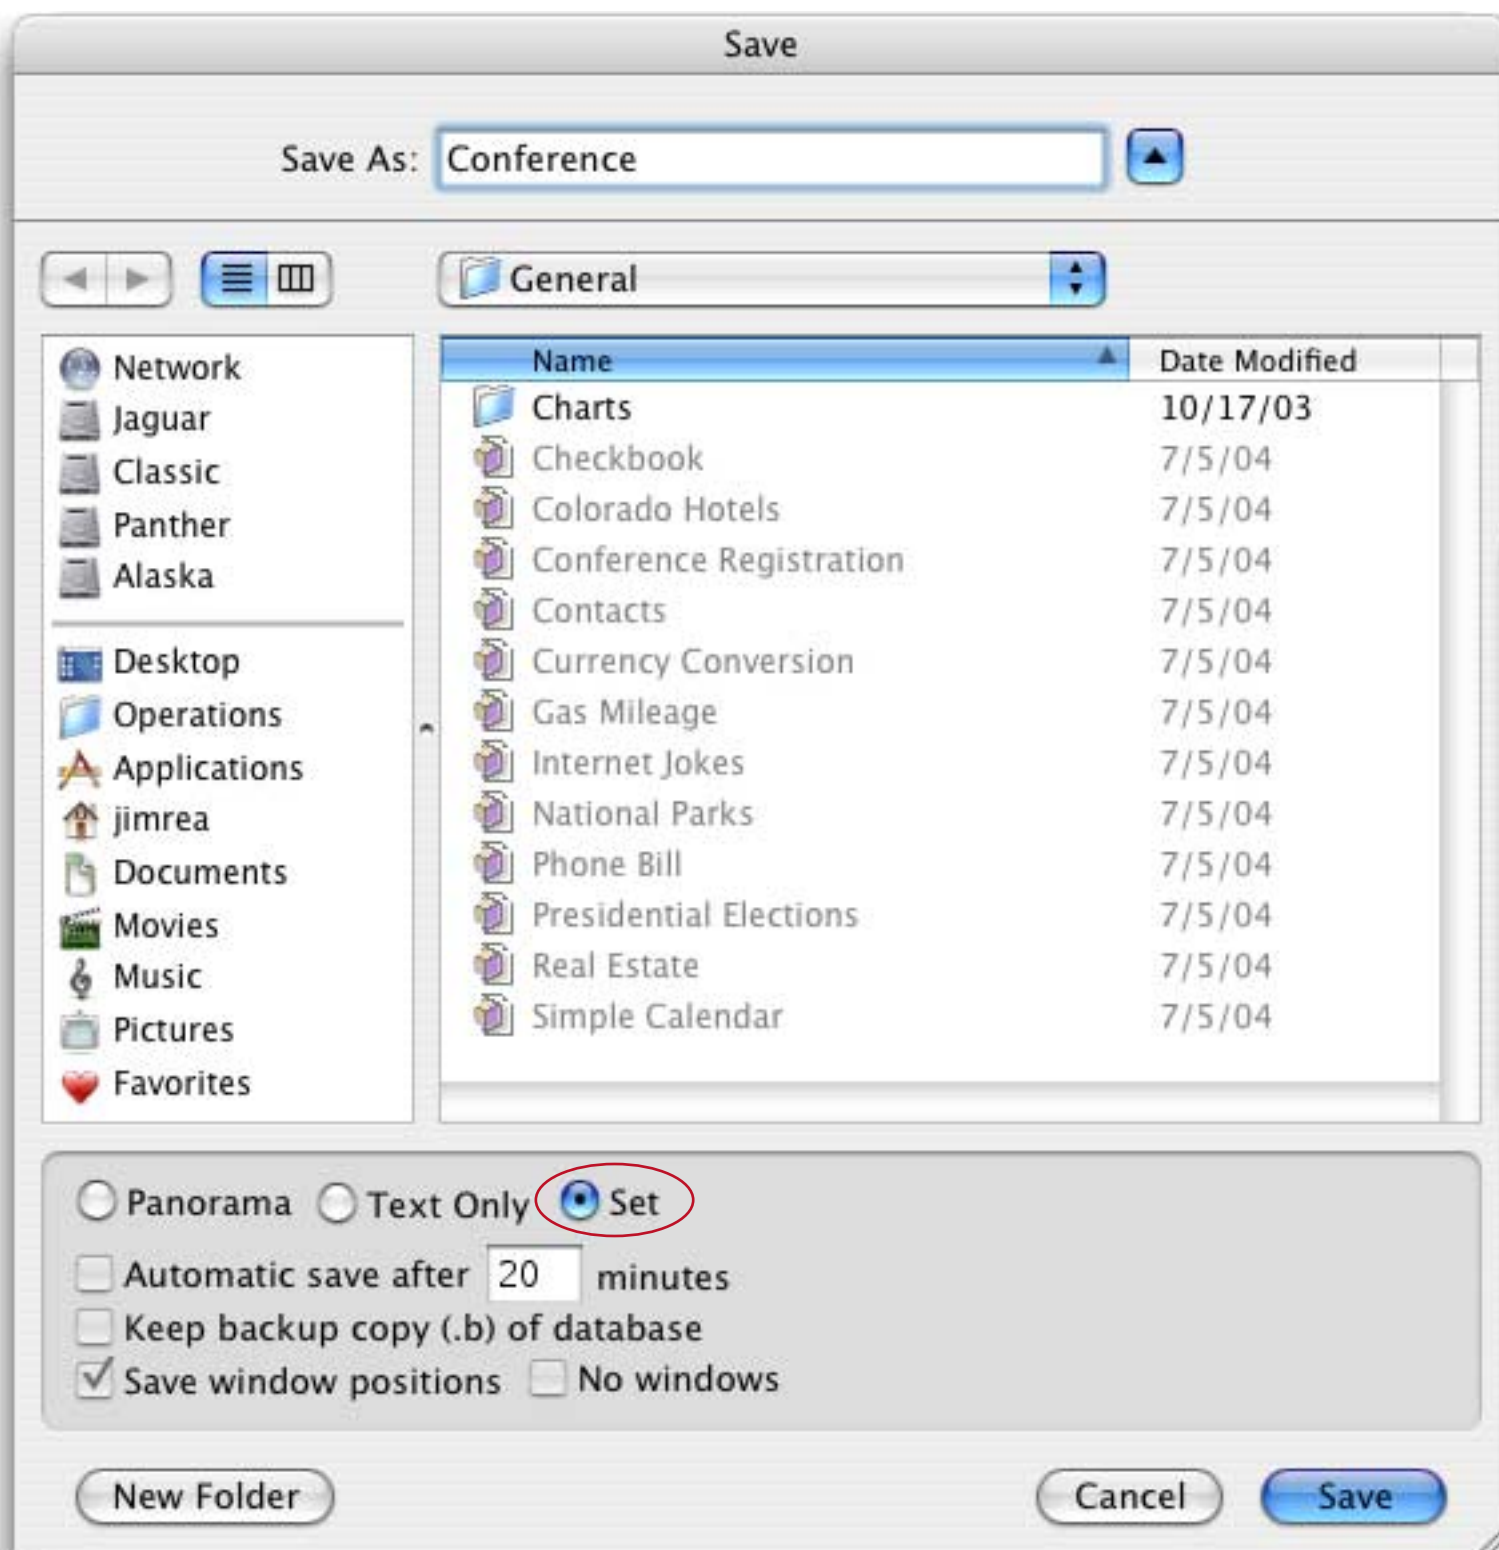 Save
Save As: Conference
General
Network
Jaguar
Classic
Panther
Alaska
Desktop
Operations
Applications
jimrea
Documents
Movies
Music
Pictures
Favorites
Name Date Modified
Charts 10/17/03
Checkbook 7/5/04
Colorado Hotels 7/5/04
Conference Registration 7/5/04
Contacts 7/5/04
Currency Conversion 7/5/04
Gas Mileage 7/5/04
Internet Jokes 7/5/04
National Parks 7/5/04
Phone Bill 7/5/04
Presidential Elections 7/5/04
Real Estate 7/5/04
Simple Calendar 7/5/04
Panorama Text Only Set
Automatic save after 20 minutes
Keep backup copy (.b) of database
Save window positions No windows
New Folder Cancel Save